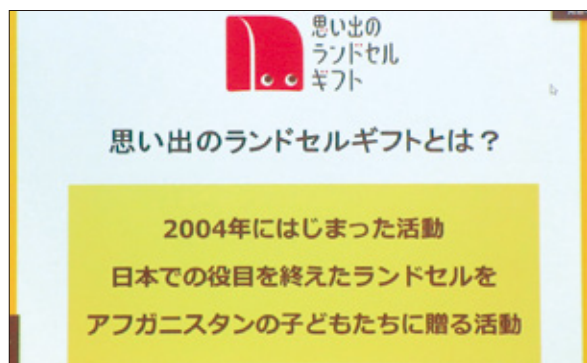 思い出の
ランドセル
ギフト
思い出のランドセルギフトとは？
2004年にはじまった活動
日本での役目を終えたランドセルを
アフガニスタンの子どもたちに贈る活動